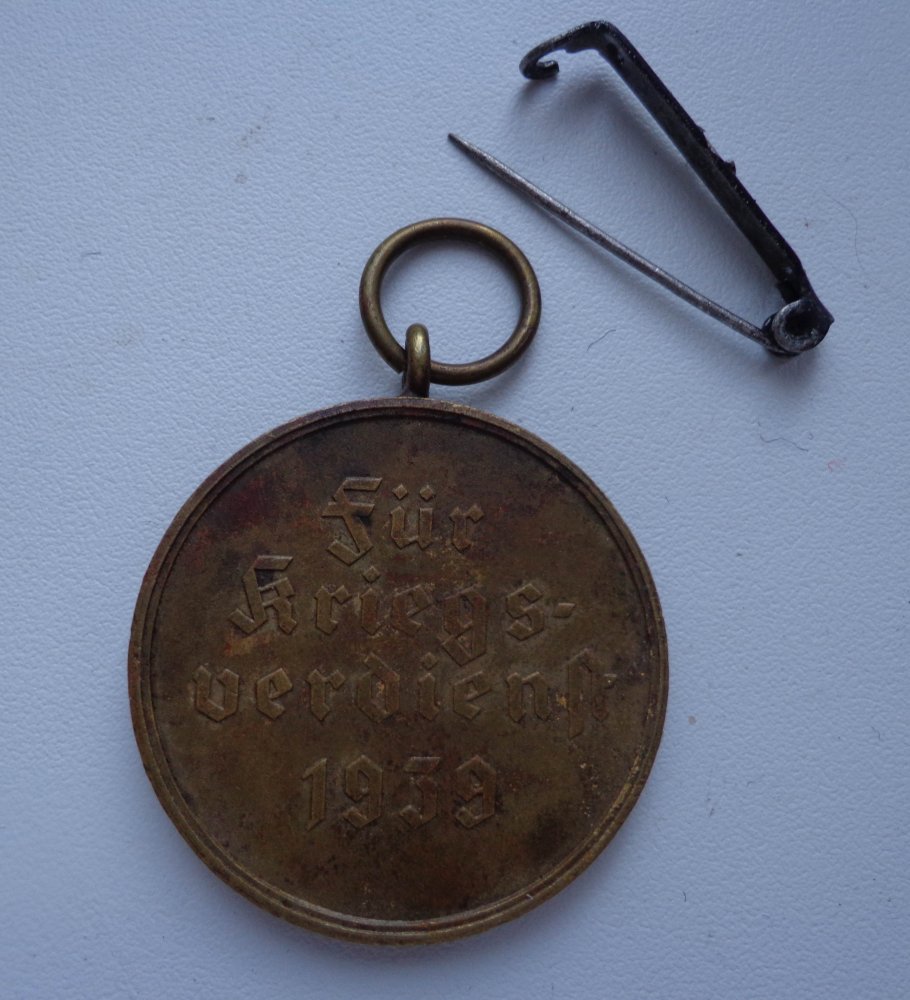 Für
Kriegs-
verdienst
1939